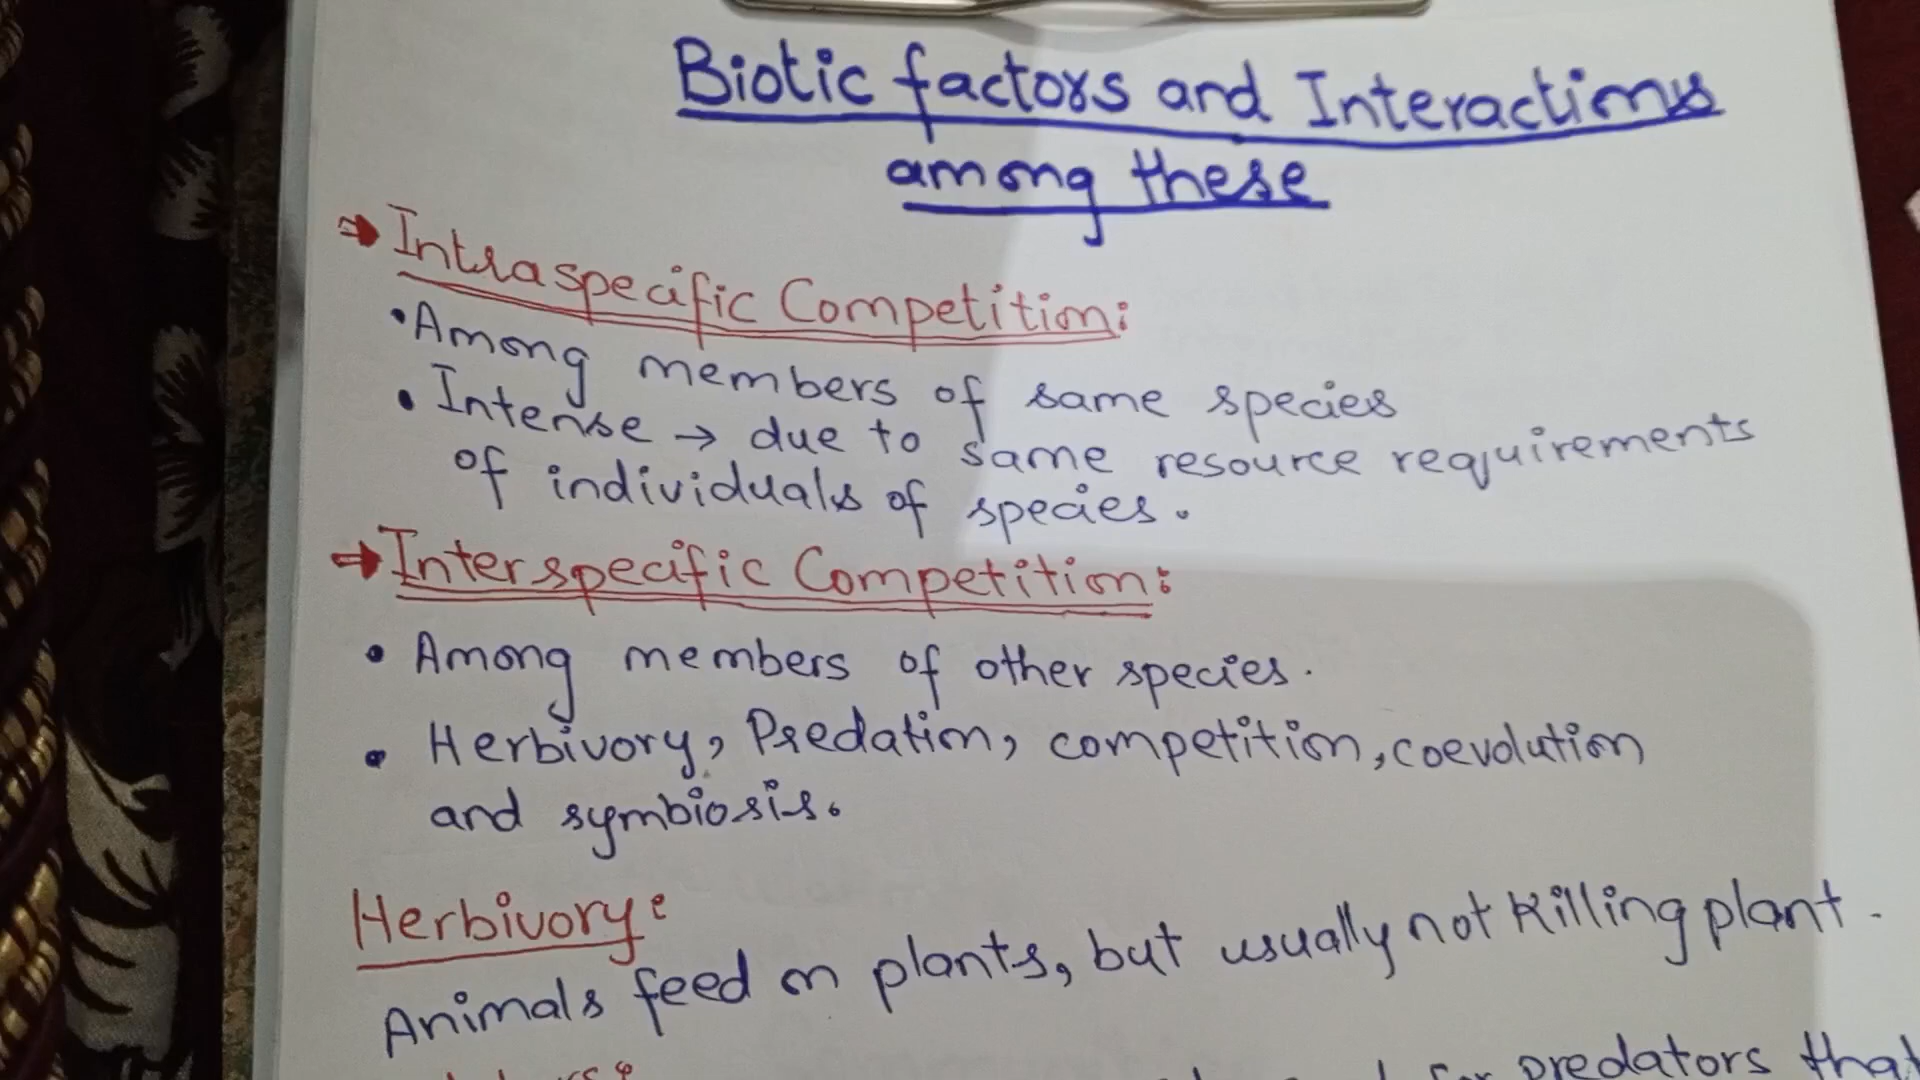 Biotic factors and Interactions
among these
⇒ Intraspecific Competition:
• Among members of same species
• Intense → due to same resource requirements
of individuals of species.
⇒ Interspecific Competition:
• Among members of other species.
• Herbivory, Predation, competition, coevolution
and symbiosis.
Herbivory:
Animals feed on plants, but usually not killing plant.
for predators that